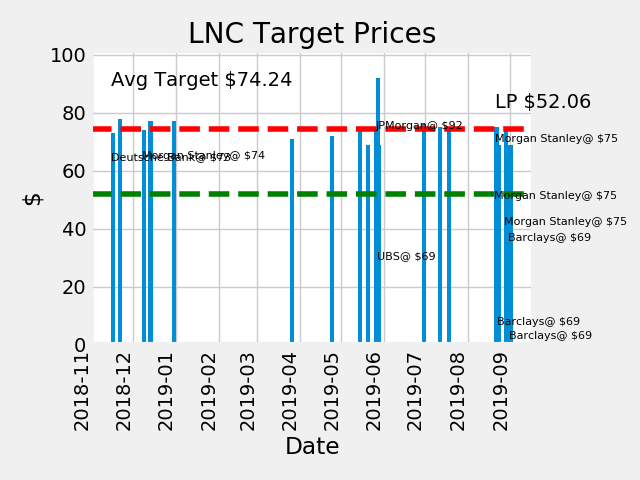 LNC Target Prices
100
Avg Target $74.24
LP $52.06
80
JPMorgan@ $92
Morgan Stanley@ $75
Deutsche Bank@ $73
Morgan Stanley@ $74
60
Morgan Stanley@ $75
$
Morgan Stanley@ $75
40
Barclays@ $69
UBS@ $69
20
Barclays@ $69
Barclays@ $69
0
2018-11
2018-12
2019-01
2019-02
2019-03
2019-04
2019-05
2019-06
2019-07
2019-08
2019-09
Date